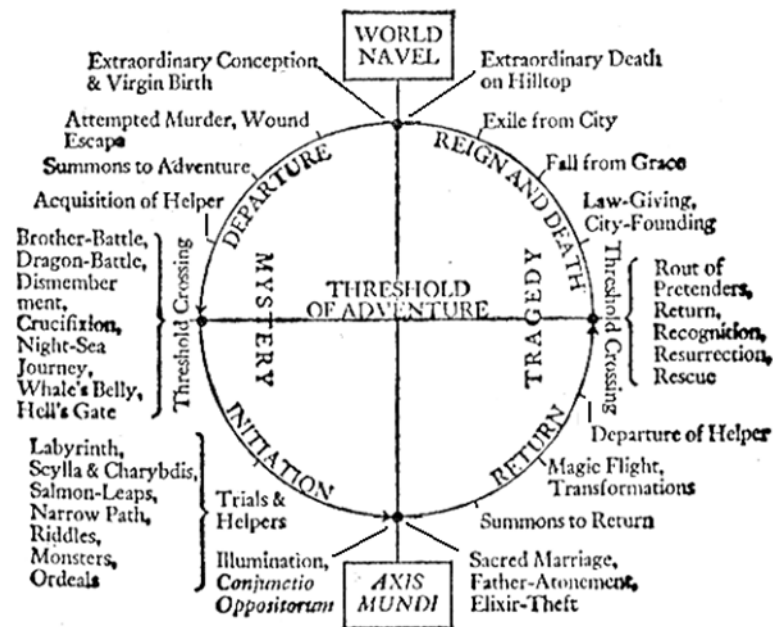 WORLD
NAVEL
Extraordinary Conception
& Virgin Birth
Extraordinary Death
on Hilltop
Attempted Murder, Wound
Escape
Exile from City
Summons to Adventure
Fall from Grace
Acquisition of Helper
Law-Giving,
City-Founding
DEPARTURE
REIGN AND DEATH
Brother-Battle,
Dragon-Battle,
Dismember
ment,
Crucifixion,
Night-Sea
Journey,
Whale's Belly,
Hell's Gate
Threshold Crossing
MYSTERY
THRESHOLD
OF ADVENTURE
TRAGEDY
Threshold Crossing
Rout of
Pretenders,
Return,
Recognition,
Resurrection,
Rescue
INITIATION
RETURN
Departure of Helper
Labyrinth,
Scylla & Charybdis,
Salmon-Leaps,
Narrow Path,
Riddles,
Monsters,
Ordeals
Trials &
Helpers
Magic Flight,
Transformations
Summons to Return
Illumination,
Conjunctio
Oppositorum
AXIS
MUNDI
Sacred Marriage,
Father-Atonement,
Elixir-Theft